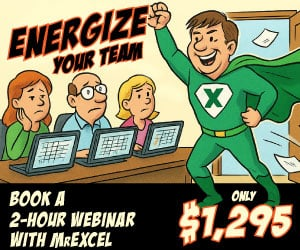 ENERGIZE
YOUR TEAM
X
BOOK A
2-HOUR WEBINAR
WITH MREXCEL
ONLY
$1,295